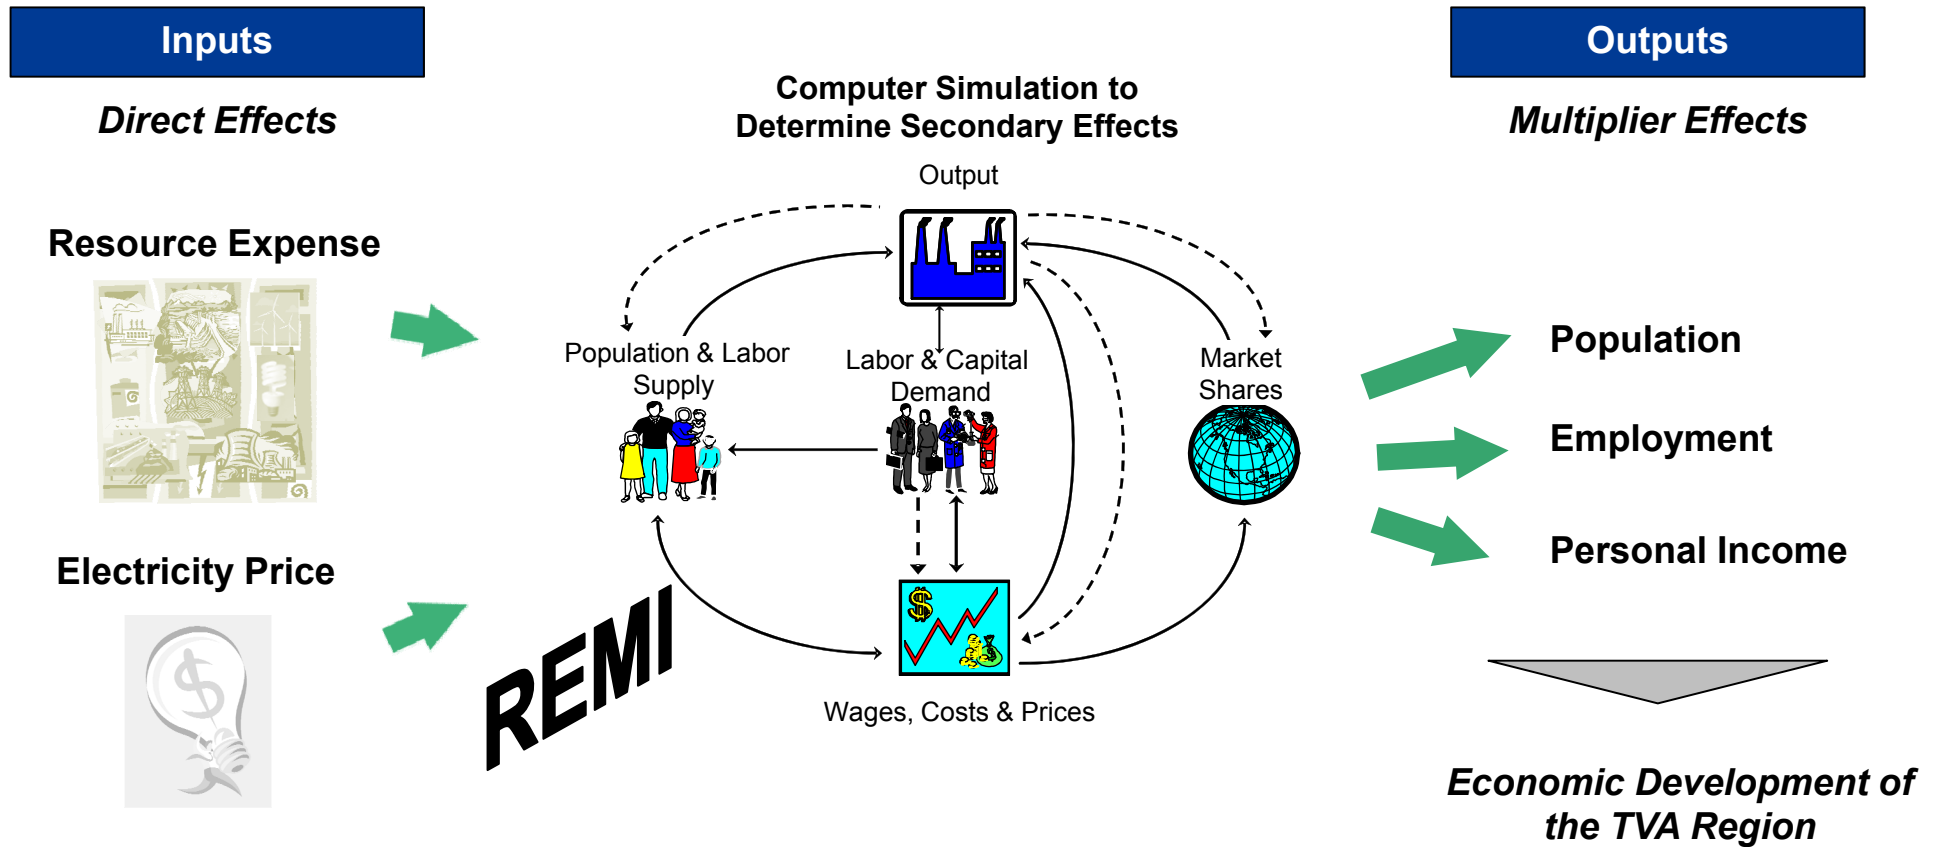 Inputs
Direct Effects
Resource Expense
Electricity Price
Computer Simulation to
Determine Secondary Effects
Output
Population & Labor
Supply
Labor & Capital
Demand
Market
Shares
Wages, Costs & Prices
REMI
Outputs
Multiplier Effects
Population
Employment
Personal Income
Economic Development of
the TVA Region